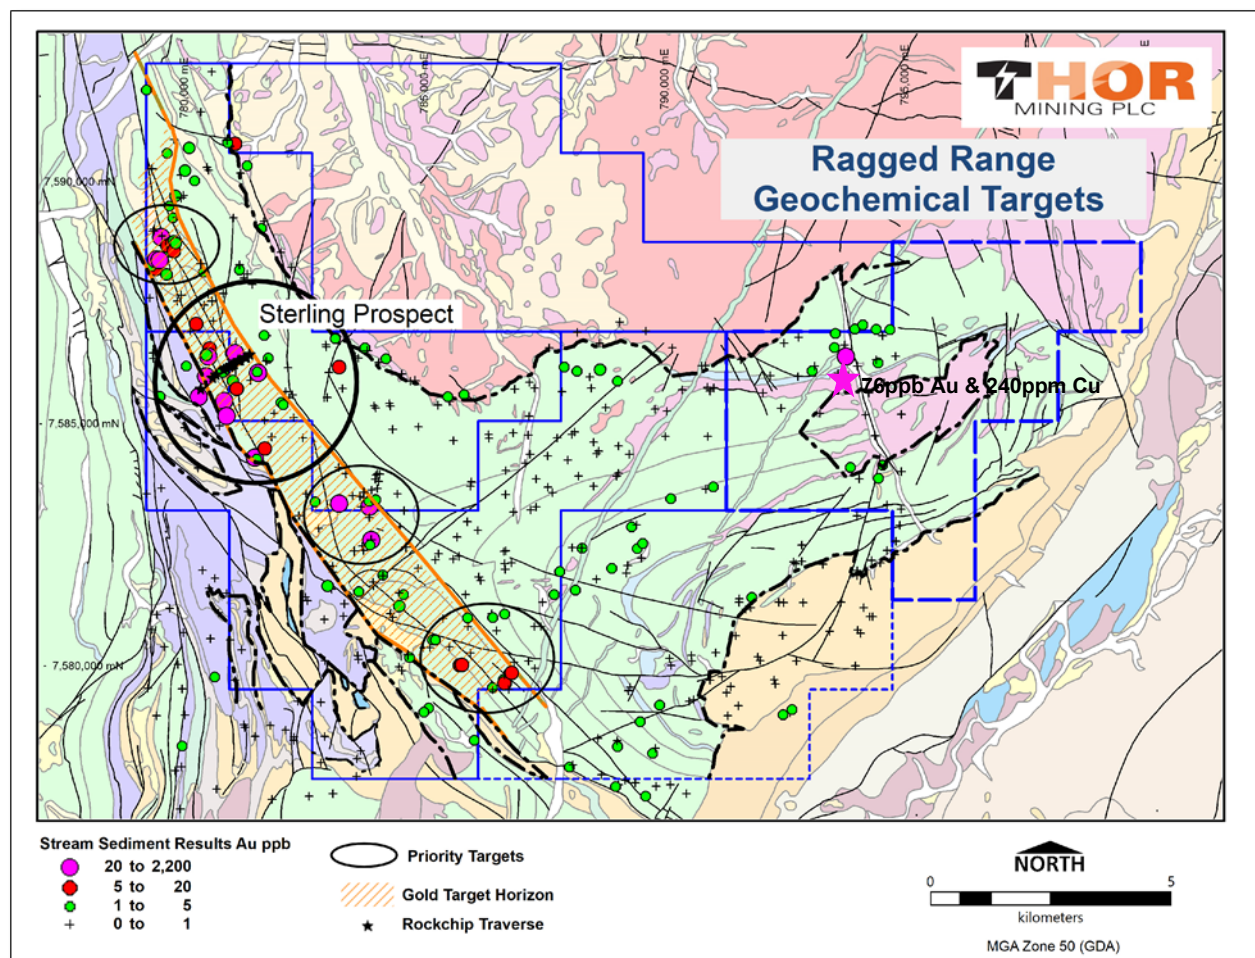 780,000 mE
785,000 mE
790,000 mE
795,000 mE
mE
THOR
MINING PLC
Ragged Range
Geochemical Targets
7,590,000 mN
Sterling Prospect
76ppb Au & 240ppm Cu
7,585,000 mN
7,580,000 mN
Stream Sediment Results Au ppb
20 to 2,200
5 to 20
1 to 5
0 to 1
Priority Targets
Gold Target Horizon
Rockchip Traverse
NORTH
0 5
kilometers
MGA Zone 50 (GDA)